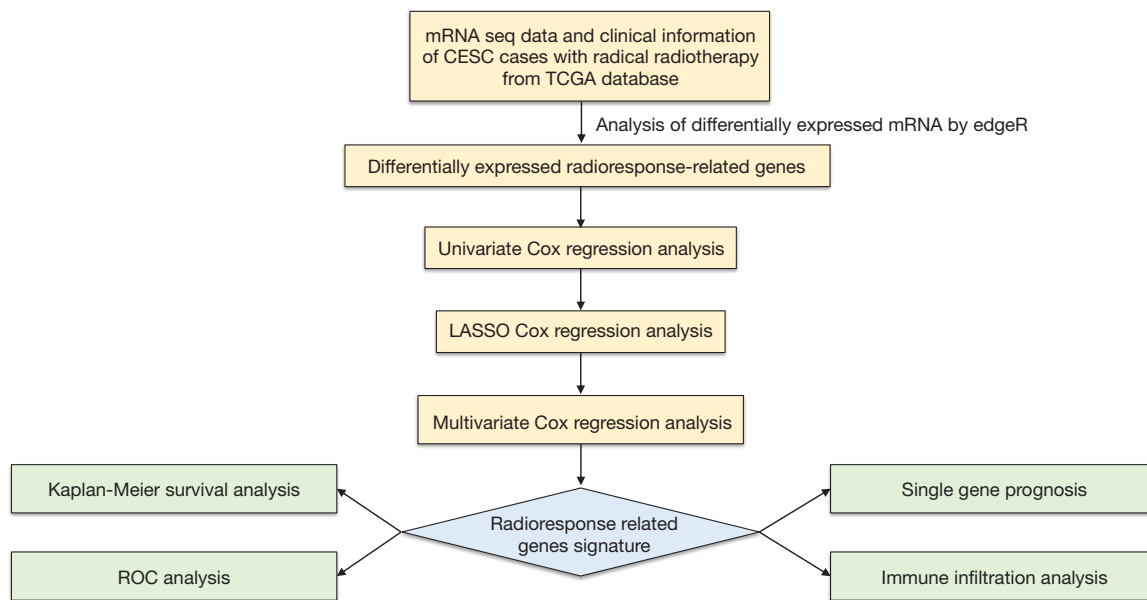 mRNA seq data and clinical information
of CESC cases with radical radiotherapy
from TCGA database
Analysis of differentially expressed mRNA by edgeR
Differentially expressed radioresponse-related genes
Univariate Cox regression analysis
LASSO Cox regression analysis
Multivariate Cox regression analysis
Kaplan-Meier survival analysis
Single gene prognosis
Radioresponse related
genes signature
ROC analysis
Immune infiltration analysis